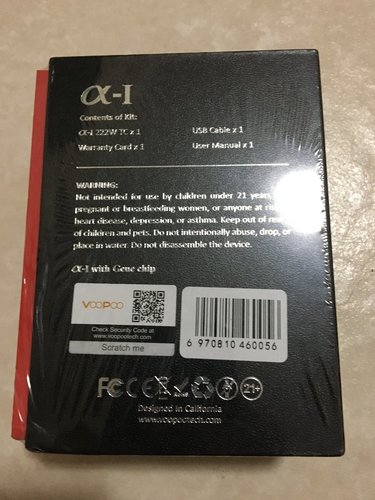 α-I
Contents of Kit:
α-I 222W TC x 1
USB Cable x 1
Warranty Card x 1
User Manual x 1
WARNING:
Not intended for use by children under 21 years
pregnant or breastfeeding women, or anyone at
heart disease, depression, or asthma. Keep out of
of children and pets. Do not intentionally abuse, drop, or
place in water. Do not disassemble the device.
α-I with Gene chip
VOOPOO
Check Security Code at
www.voopootech.com
Scratch me
6 970810 460056
FC CE 21+
Designed in California
www.voopootech.com